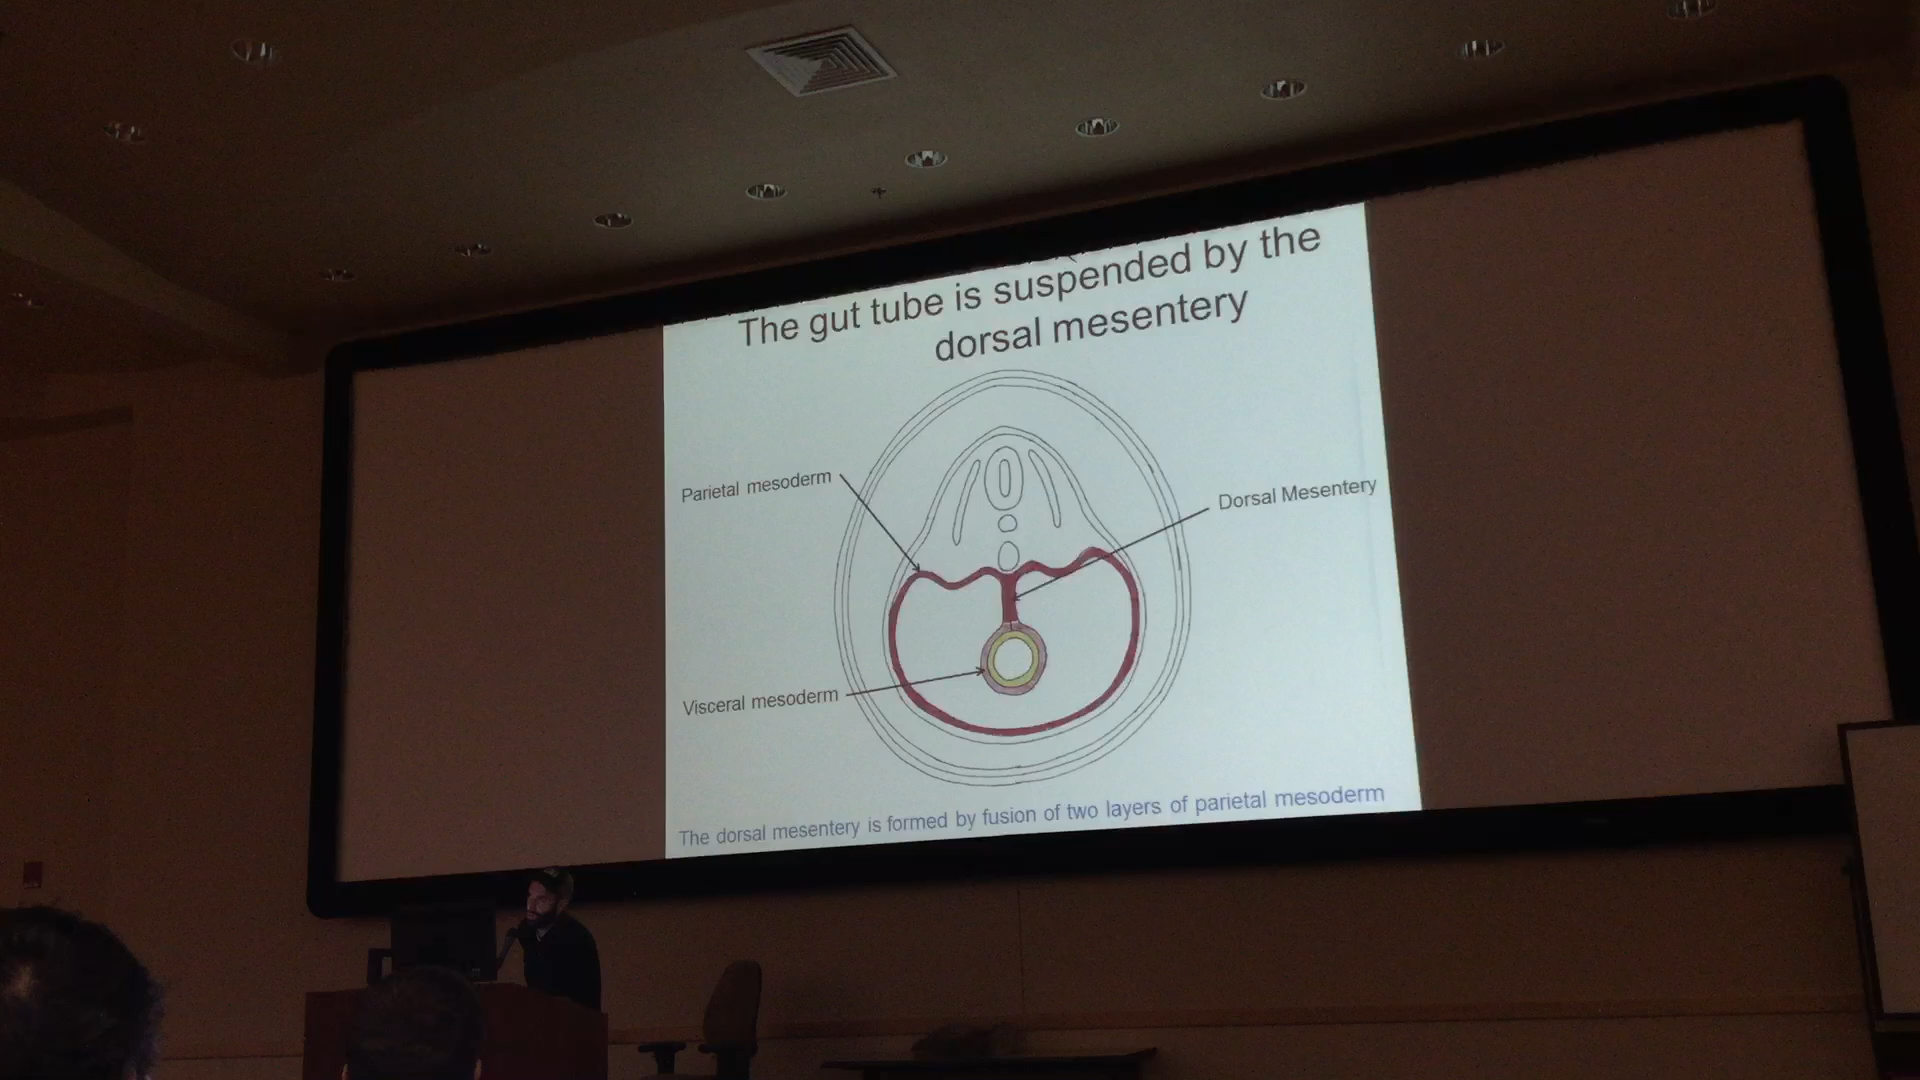 The gut tube is suspended by the
dorsal mesentery
Parietal mesoderm
Dorsal Mesentery
Visceral mesoderm
The dorsal mesentery is formed by fusion of two layers of parietal mesoderm